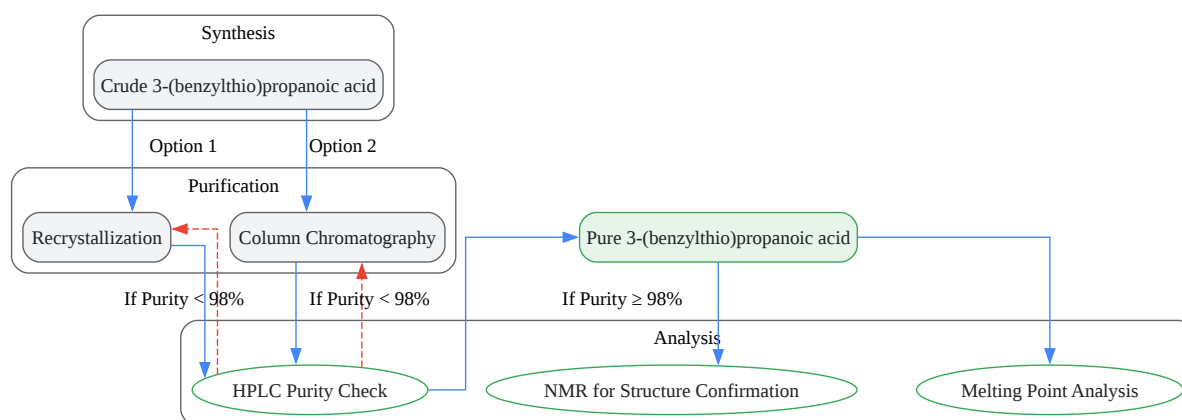 Synthesis
Crude 3-(benzylthio)propanoic acid
Option 1
Option 2
Purification
Recrystallization
Column Chromatography
Pure 3-(benzylthio)propanoic acid
If Purity < 98%
If Purity < 98%
If Purity ≥ 98%
Analysis
HPLC Purity Check
NMR for Structure Confirmation
Melting Point Analysis